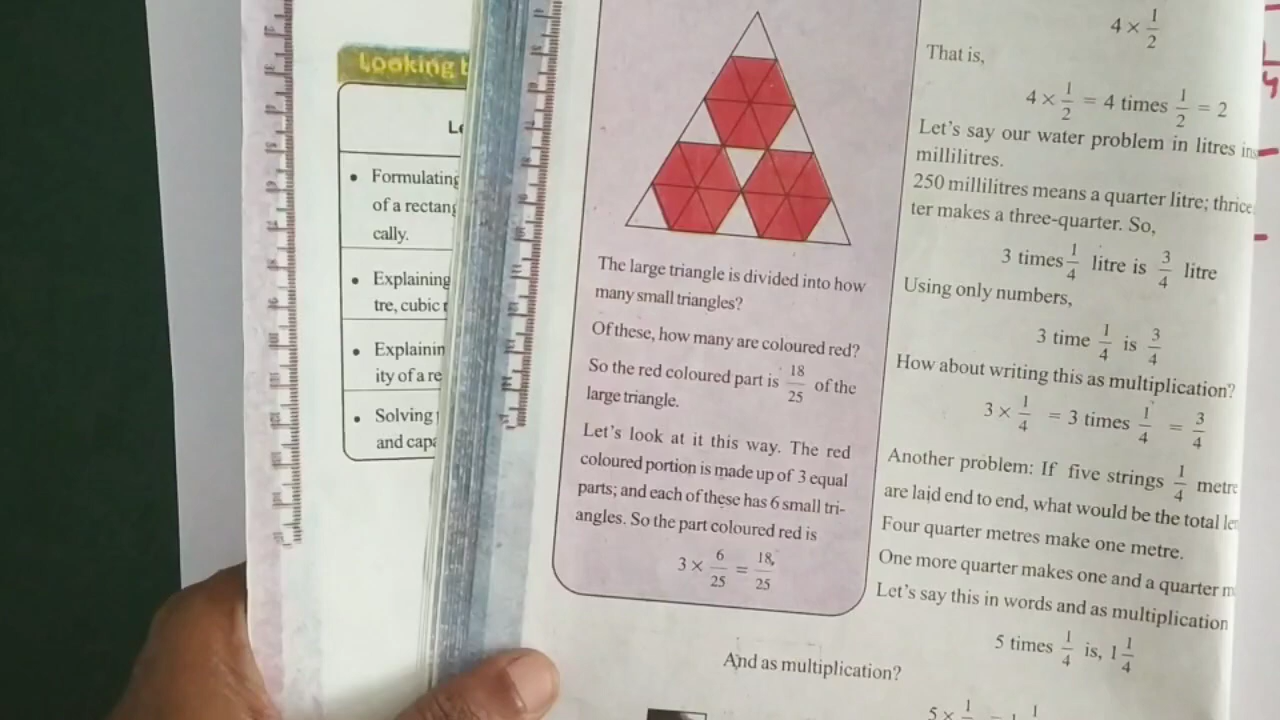 Looking
Formulating
of a rectang
cally.
Explaining
tre, cubic
Explainin
ity of a re
Solving
and capa
The large triangle is divided into how
many small triangles?
Of these, how many are coloured red?
So the red coloured part is 18/25 of the
large triangle.
Let's look at it this way. The red
coloured portion is made up of 3 equal
parts; and each of these has 6 small tri-
angles. So the part coloured red is
3 × 6/25 = 18/25
4 × 1/2
That is,
4 × 1/2 = 4 times 1/2 = 2
Let's say our water problem in litres ins
millilitres.
250 millilitres means a quarter litre; thrice
ter makes a three-quarter. So,
3 times 1/4 litre is 3/4 litre
Using only numbers,
3 time 1/4 is 3/4
How about writing this as multiplication?
3 × 1/4 = 3 times 1/4 = 3/4
Another problem: If five strings 1/4 metre
are laid end to end, what would be the total le
Four quarter metres make one metre.
One more quarter makes one and a quarter m
Let's say this in words and as multiplication
5 times 1/4 is, 1 1/4
And as multiplication?